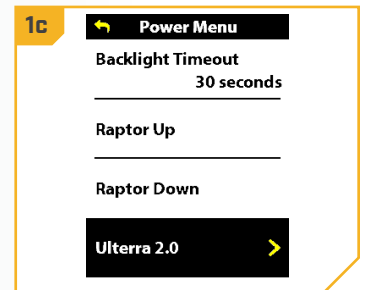 1c
Power Menu
Backlight Timeout
30 seconds
Raptor Up
Raptor Down
Ulterra 2.0